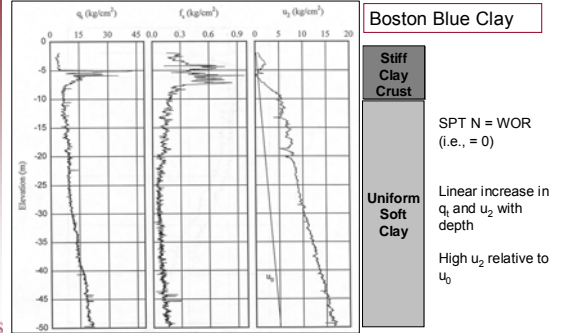 qₜ (kg/cm²)
fₛ (kg/cm²)
u₂ (kg/cm²)
0 15 30 45
0 0.3 0.6 0.9
0 5 10 15 20
0
-5
-10
-15
-20
-25
-30
-35
-40
-45
-50
Elevation (m)
u₀
Boston Blue Clay
Stiff
Clay
Crust
Uniform
Soft
Clay
SPT N = WOR
(i.e., = 0)
Linear increase in
qₜ and u₂ with
depth
High u₂ relative to
u₀
s